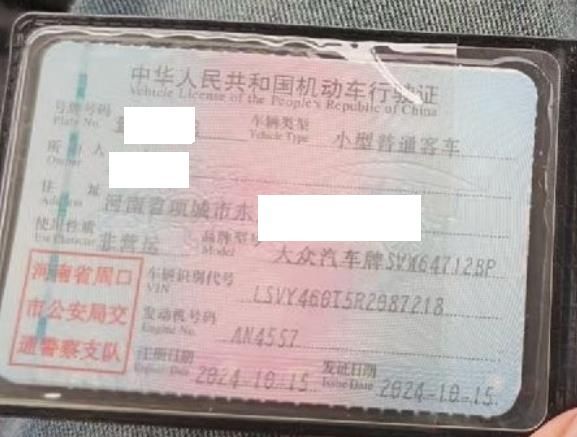 中华人民共和国机动车行驶证
Vehicle License of the People's Republic of China
号牌号码 Plate No. 车辆类型 Vehicle Type 小型普通客车
所 人 Owner
住 址 Address 河南省项城市东
使用性质 Use Character 非营运 品牌型号 Model 大众汽车牌SVW64712BP
车辆识别代号 VIN LSVY460T5R2087218
发动机号码 Engine No. AN4557
注册日期 2024-10-15 发证日期 Issue Date 2024-10-15
河南省周口
市公安局交
通警察支队